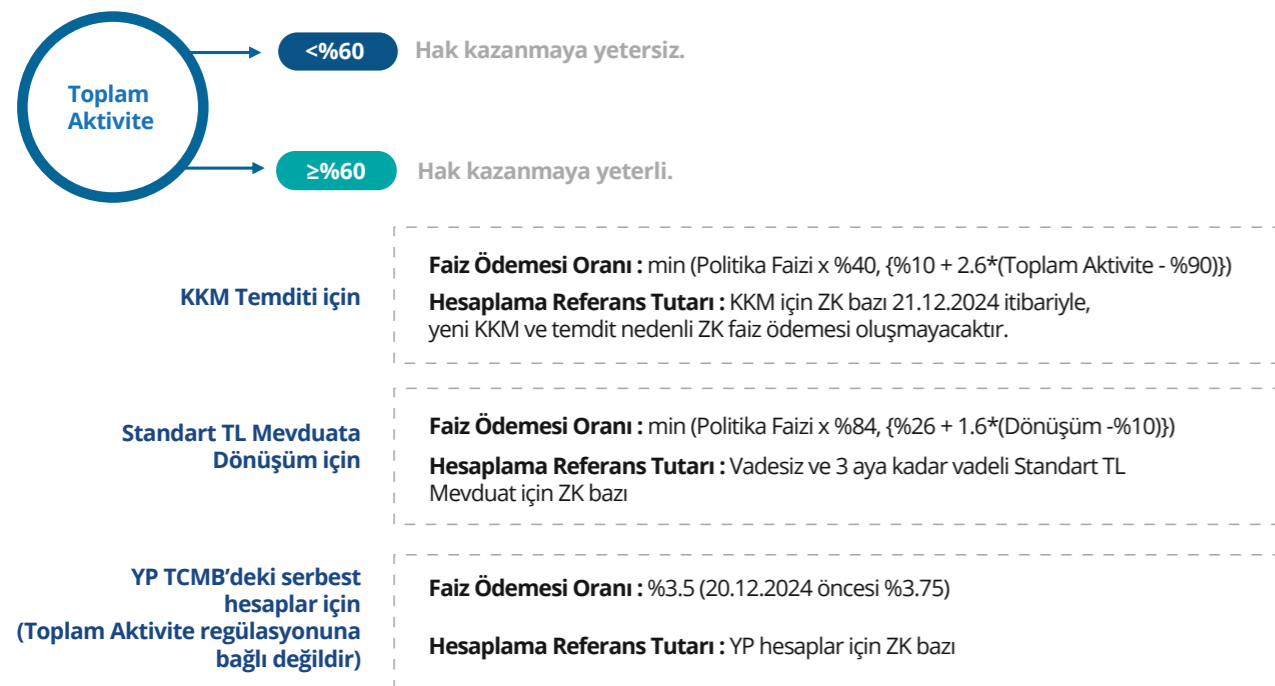 Toplam
Aktivite
<%60
Hak kazanmaya yetersiz.
≥%60
Hak kazanmaya yeterli.
KKM Temditi için
Faiz Ödemesi Oranı : min (Politika Faizi x %40, {%10 + 2.6*(Toplam Aktivite - %90)})
Hesaplama Referans Tutarı : KKM için ZK bazı 21.12.2024 itibariyle,
yeni KKM ve temdit nedenli ZK faiz ödemesi oluşmayacaktır.
Standart TL Mevduata
Dönüşüm için
Faiz Ödemesi Oranı : min (Politika Faizi x %84, {%26 + 1.6*(Dönüşüm -%10)})
Hesaplama Referans Tutarı : Vadesiz ve 3 aya kadar vadeli Standart TL
Mevduat için ZK bazı
YP TCMB’deki serbest
hesaplar için
(Toplam Aktivite regülasyonuna
bağlı değildir)
Faiz Ödemesi Oranı : %3.5 (20.12.2024 öncesi %3.75)
Hesaplama Referans Tutarı : YP hesaplar için ZK bazı